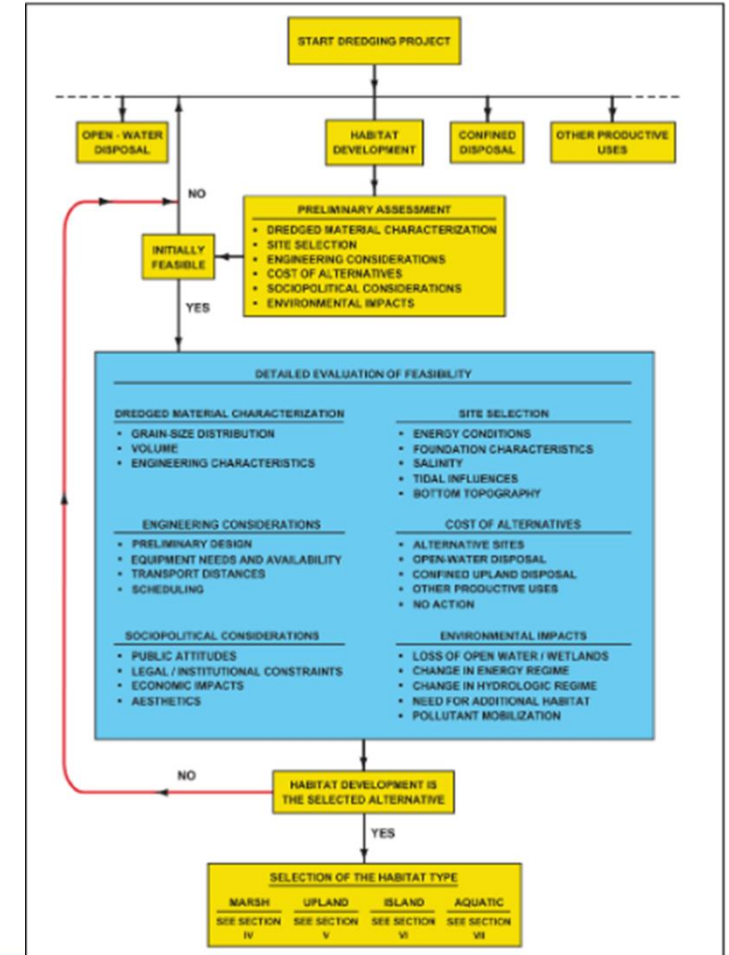 START DREDGING PROJECT
OPEN - WATER
DISPOSAL
HABITAT
DEVELOPMENT
CONFINED
DISPOSAL
OTHER PRODUCTIVE
USES
NO
PRELIMINARY ASSESSMENT
• DREDGED MATERIAL CHARACTERIZATION
• SITE SELECTION
• ENGINEERING CONSIDERATIONS
• COST OF ALTERNATIVES
• SOCIOPOLITICAL CONSIDERATIONS
• ENVIRONMENTAL IMPACTS
INITIALLY
FEASIBLE
YES
DETAILED EVALUATION OF FEASIBILITY
DREDGED MATERIAL CHARACTERIZATION
• GRAIN-SIZE DISTRIBUTION
• VOLUME
• ENGINEERING CHARACTERISTICS
SITE SELECTION
• ENERGY CONDITIONS
• FOUNDATION CHARACTERISTICS
• SALINITY
• TIDAL INFLUENCES
• BOTTOM TOPOGRAPHY
ENGINEERING CONSIDERATIONS
• PRELIMINARY DESIGN
• EQUIPMENT NEEDS AND AVAILABILITY
• TRANSPORT DISTANCES
• SCHEDULING
COST OF ALTERNATIVES
• ALTERNATIVE SITES
• OPEN-WATER DISPOSAL
• CONFINED UPLAND DISPOSAL
• OTHER PRODUCTIVE USES
• NO ACTION
SOCIOPOLITICAL CONSIDERATIONS
• PUBLIC ATTITUDES
• LEGAL / INSTITUTIONAL CONSTRAINTS
• ECONOMIC IMPACTS
• AESTHETICS
ENVIRONMENTAL IMPACTS
• LOSS OF OPEN WATER / WETLANDS
• CHANGE IN ENERGY REGIME
• CHANGE IN HYDROLOGIC REGIME
• NEED FOR ADDITIONAL HABITAT
• POLLUTANT MOBILIZATION
NO
HABITAT DEVELOPMENT IS
THE SELECTED ALTERNATIVE
YES
SELECTION OF THE HABITAT TYPE
MARSH
SEE SECTION
IV
UPLAND
SEE SECTION
V
ISLAND
SEE SECTION
VI
AQUATIC
SEE SECTION
VII